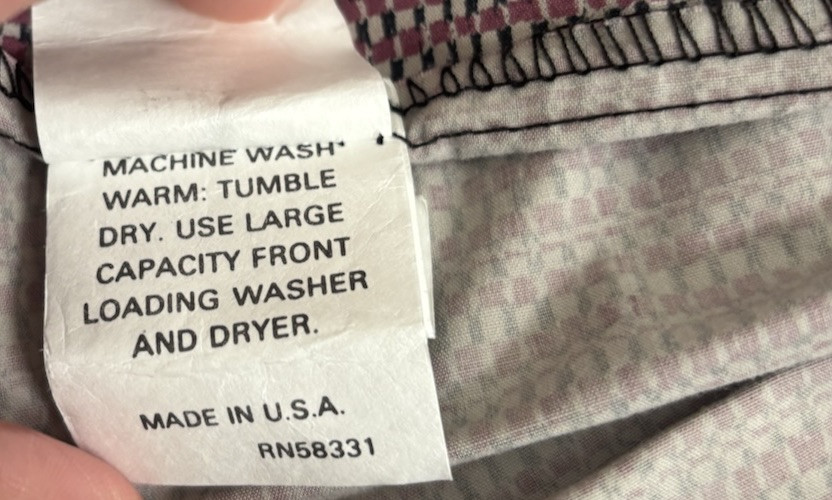 MACHINE WASH
WARM: TUMBLE
DRY. USE LARGE
CAPACITY FRONT
LOADING WASHER
AND DRYER.
MADE IN U.S.A.
RN58331